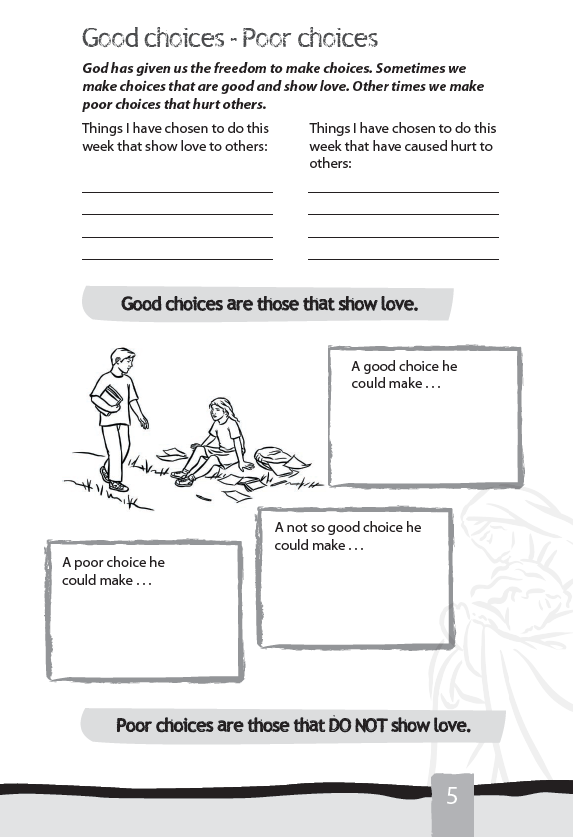 Good choices - Poor choices
God has given us the freedom to make choices. Sometimes we
make choices that are good and show love. Other times we make
poor choices that hurt others.
Things I have chosen to do this
week that show love to others:
Things I have chosen to do this
week that have caused hurt to
others:
Good choices are those that show love.
A good choice he
could make . . .
A not so good choice he
could make . . .
A poor choice he
could make . . .
Poor choices are those that DO NOT show love.
5